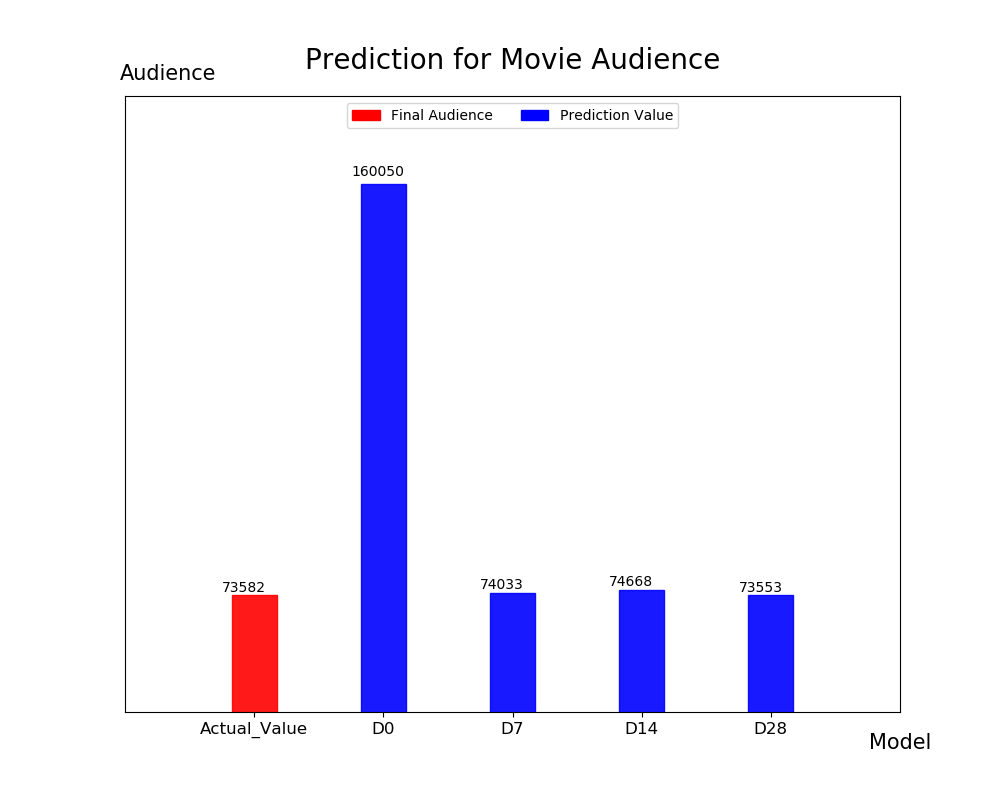 Prediction for Movie Audience
Audience
Final Audience Prediction Value
160050
73582 74033 74668 73553
Actual_Value D0 D7 D14 D28
Model